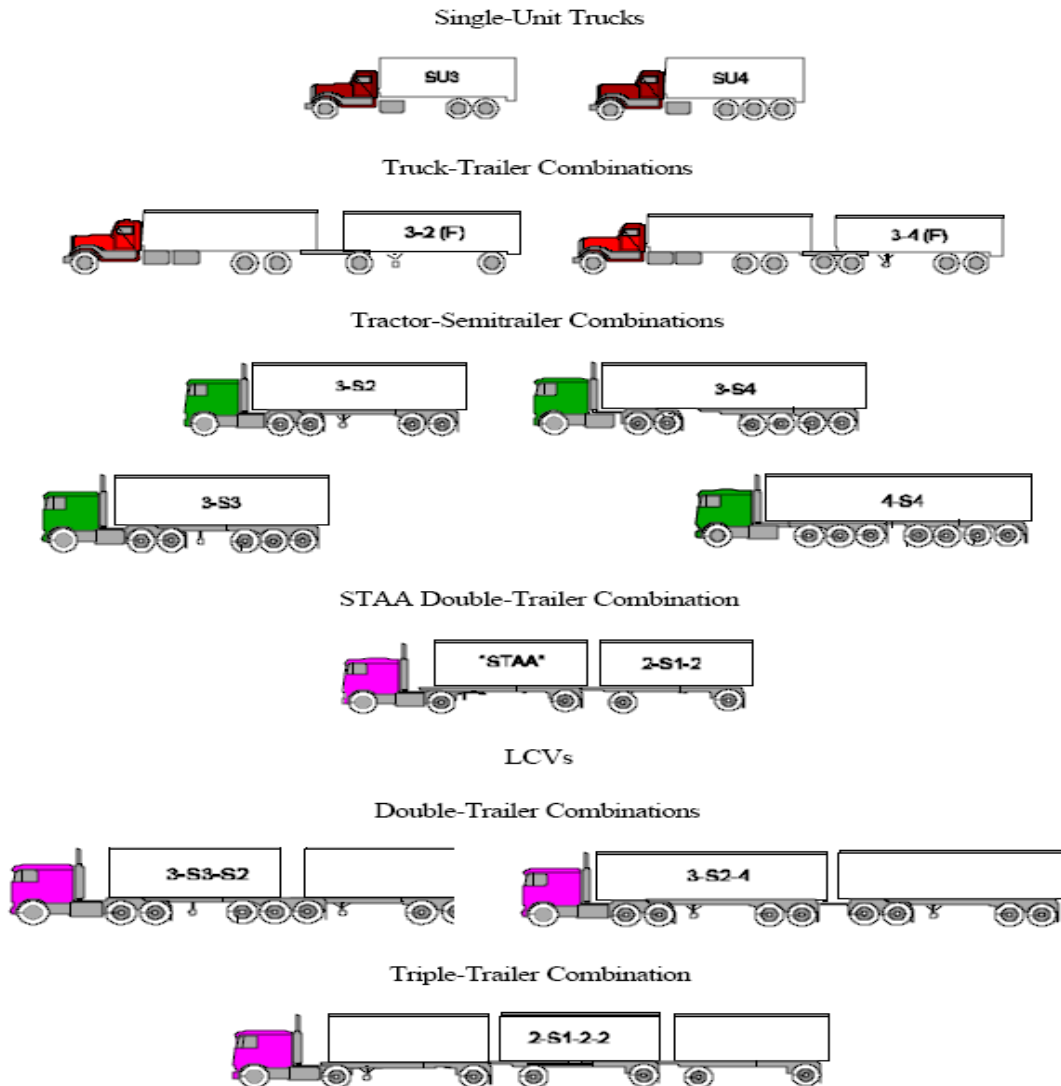 Single-Unit Trucks
SU3 SU4
Truck-Trailer Combinations
3-2 (F) 3-4 (F)
Tractor-Semitrailer Combinations
3-S2 3-S4
3-S3 4-S4
STAA Double-Trailer Combination
"STAA" 2-S1-2
LCVs
Double-Trailer Combinations
3-S3-S2 3-S2-4
Triple-Trailer Combination
2-S1-2-2